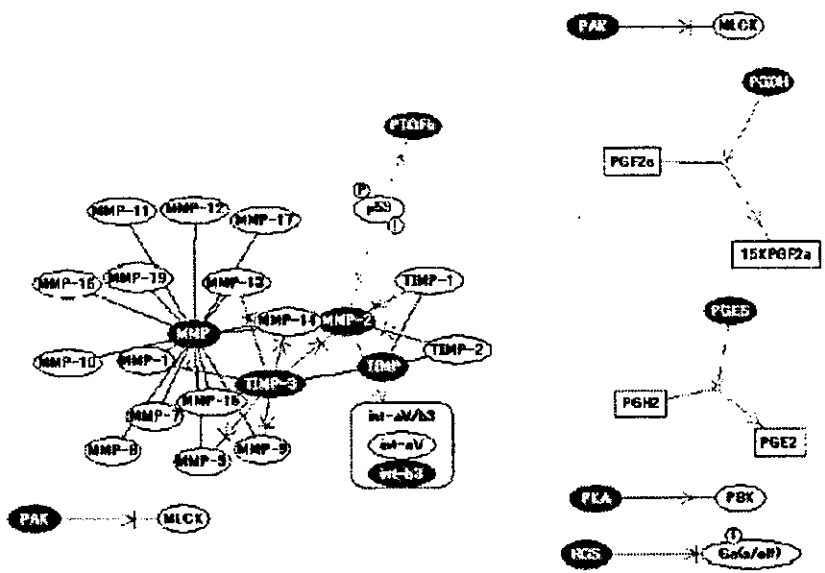 PAK
MLCK
PGDH
PGF2a
15KPGF2a
PTGFb
P
p53
MMP-11
MMP-12
MMP-17
MMP-16
MMP-19
MMP-13
TIMP-1
MMP
MMP-14
MMP-2
TIMP-2
MMP-10
MMP-1
TIMP-3
TIMP
MMP-7
MMP-15
MMP-8
MMP-9
int-aV/b3
int-aV
int-b3
PGES
PGH2
PGE2
PAK
MLCK
PKA
PBK
RGS